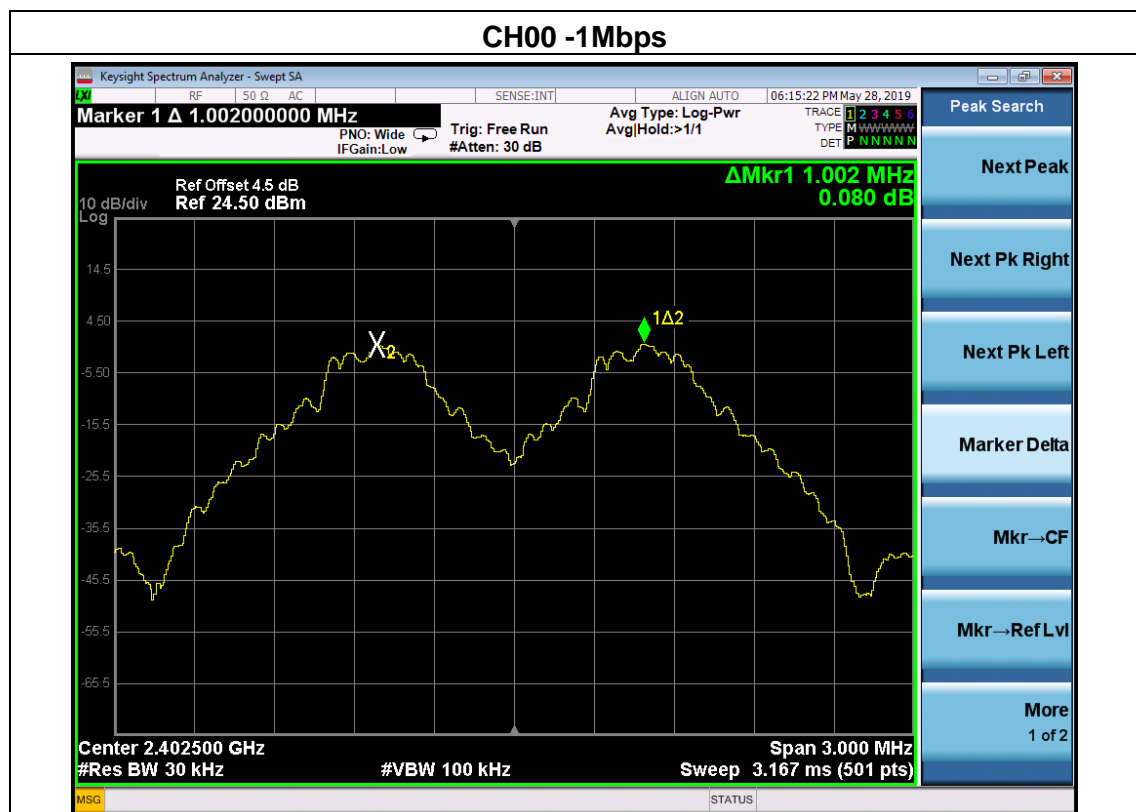 CH00 -1Mbps
Keysight Spectrum Analyzer - Swept SA
LXI RF 50 Ω AC SENSE:INT ALIGN AUTO 06:15:22 PM May 28, 2019
Marker 1 Δ 1.002000000 MHz
PNO: Wide
IFGain:Low
Trig: Free Run
#Atten: 30 dB
Avg Type: Log-Pwr
Avg|Hold:>1/1
TRACE 1 2 3 4 5 6
TYPE M WWWWW
DET P N N N N N
Peak Search
Next Peak
Next Pk Right
Next Pk Left
Marker Delta
Mkr→CF
Mkr→Ref Lvl
More
1 of 2
ΔMkr1 1.002 MHz
0.080 dB
Ref Offset 4.5 dB
10 dB/div Ref 24.50 dBm
Log
14.5
4.50
-5.50
-15.5
-25.5
-35.5
-45.5
-55.5
-65.5
X2
1Δ2
Center 2.402500 GHz Span 3.000 MHz
#Res BW 30 kHz #VBW 100 kHz Sweep 3.167 ms (501 pts)
MSG STATUS